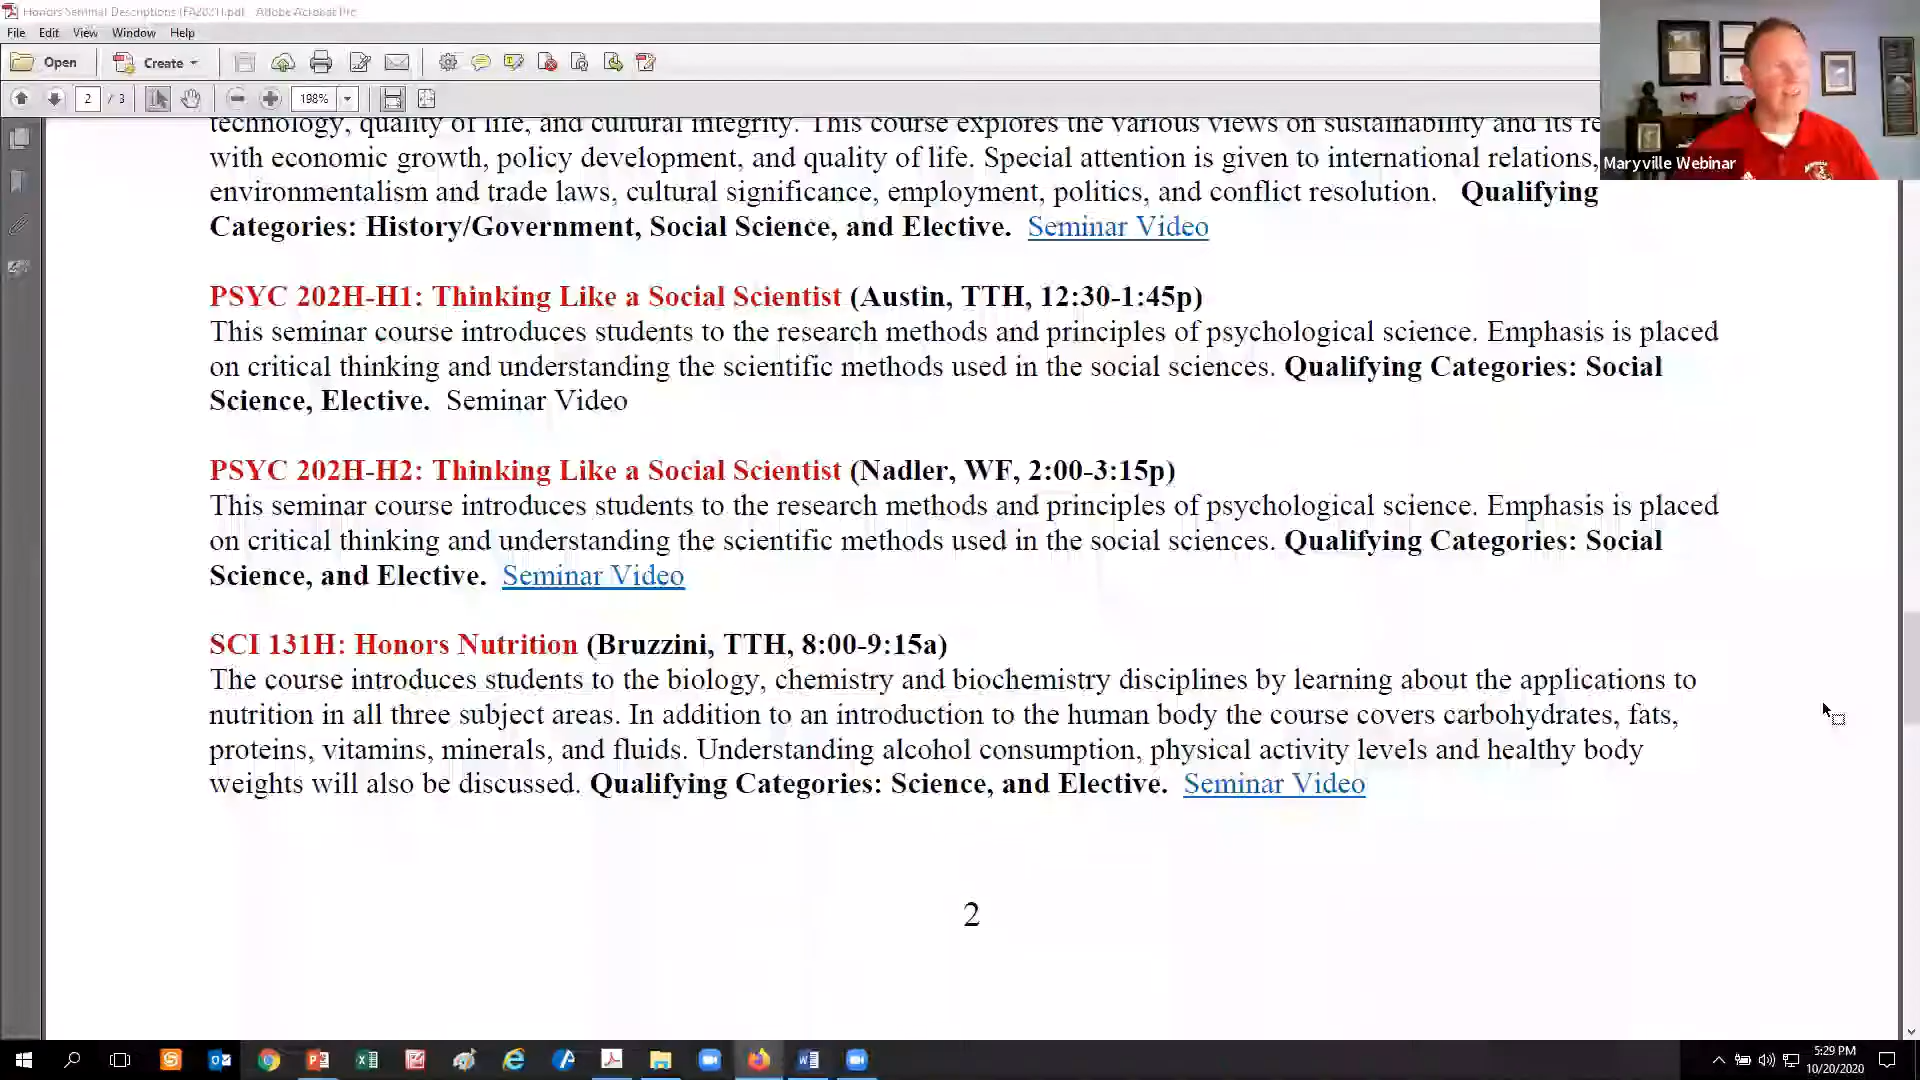 Honors Seminar Descriptions (FA2021).pdf - Adobe Acrobat Pro
File Edit View Window Help
Open Create
2 / 3 198%
technology, quality of life, and cultural integrity. This course explores the various views on sustainability and its re
with economic growth, policy development, and quality of life. Special attention is given to international relations,
Maryville Webinar
environmentalism and trade laws, cultural significance, employment, politics, and conflict resolution. Qualifying
Categories: History/Government, Social Science, and Elective. Seminar Video
PSYC 202H-H1: Thinking Like a Social Scientist (Austin, TTH, 12:30-1:45p)
This seminar course introduces students to the research methods and principles of psychological science. Emphasis is placed
on critical thinking and understanding the scientific methods used in the social sciences. Qualifying Categories: Social
Science, Elective. Seminar Video
PSYC 202H-H2: Thinking Like a Social Scientist (Nadler, WF, 2:00-3:15p)
This seminar course introduces students to the research methods and principles of psychological science. Emphasis is placed
on critical thinking and understanding the scientific methods used in the social sciences. Qualifying Categories: Social
Science, and Elective. Seminar Video
SCI 131H: Honors Nutrition (Bruzzini, TTH, 8:00-9:15a)
The course introduces students to the biology, chemistry and biochemistry disciplines by learning about the applications to
nutrition in all three subject areas. In addition to an introduction to the human body the course covers carbohydrates, fats,
proteins, vitamins, minerals, and fluids. Understanding alcohol consumption, physical activity levels and healthy body
weights will also be discussed. Qualifying Categories: Science, and Elective. Seminar Video
2
5:29 PM
10/20/2020